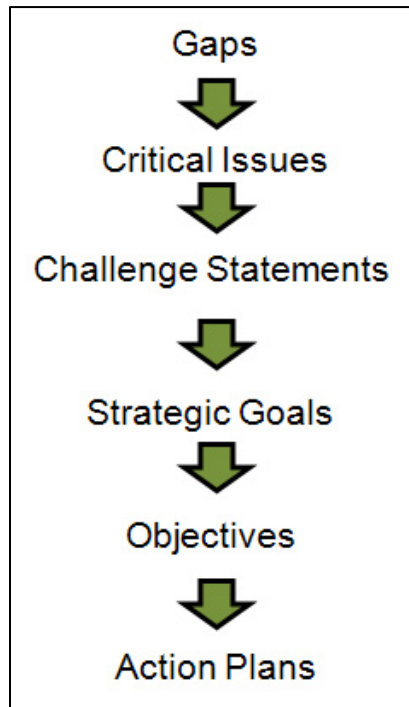 Gaps
Critical Issues
Challenge Statements
Strategic Goals
Objectives
Action Plans